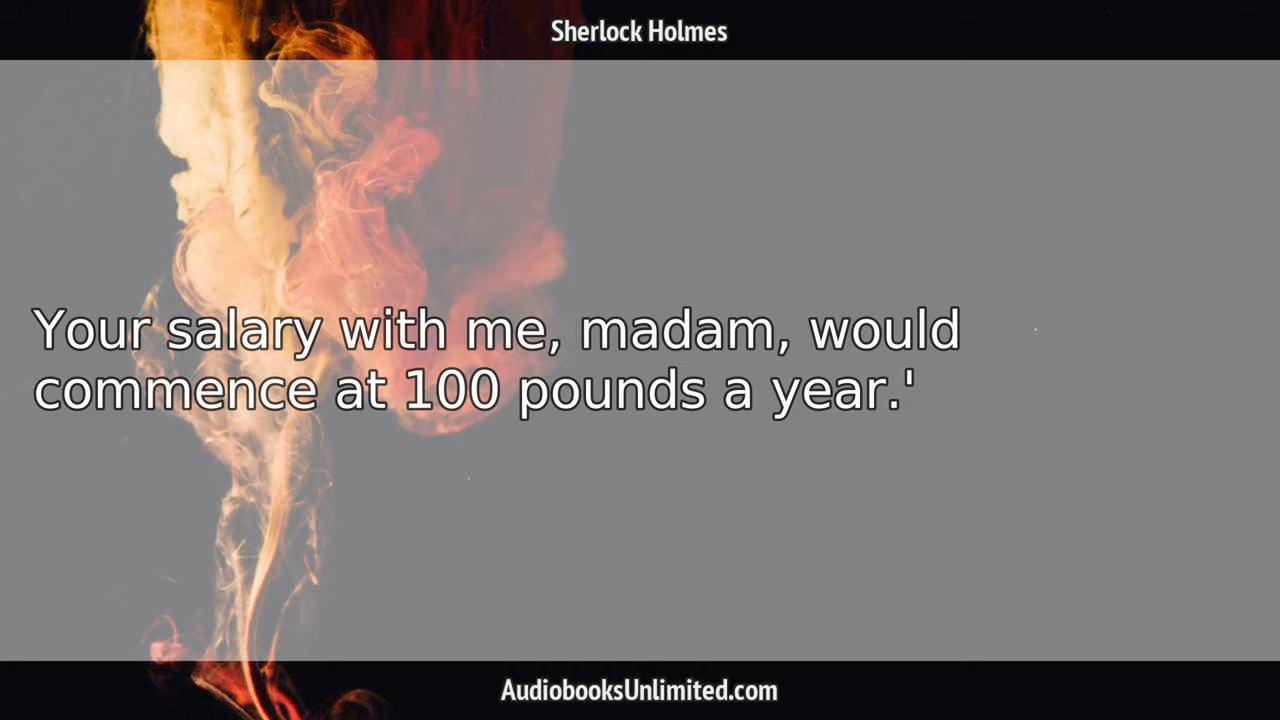 Sherlock Holmes
Your salary with me, madam, would
commence at 100 pounds a year.'
AudiobooksUnlimited.com